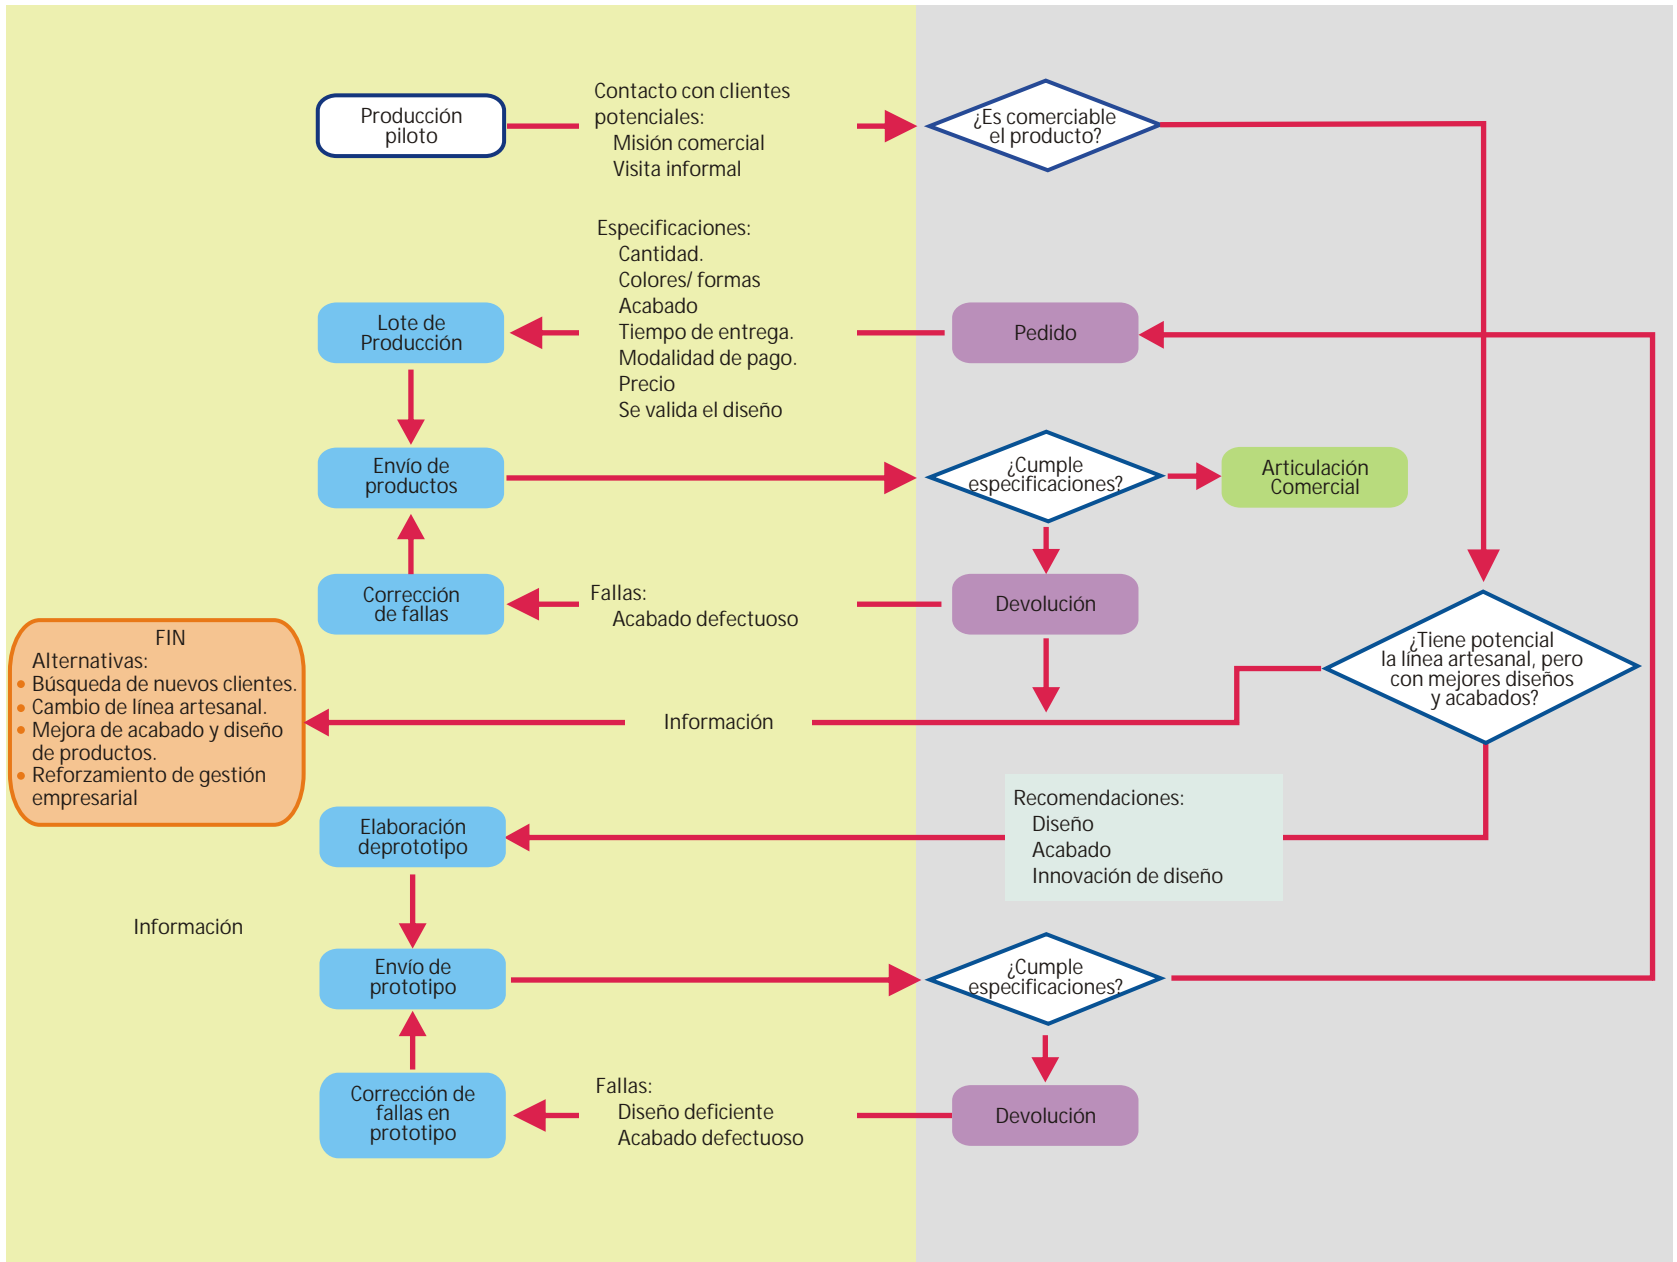 Producción
piloto
Contacto con clientes
potenciales:
Misión comercial
Visita informal
¿Es comerciable
el producto?
Especificaciones:
Cantidad.
Colores/ formas
Acabado
Tiempo de entrega.
Modalidad de pago.
Precio
Se valida el diseño
Lote de
Producción
Pedido
Envío de
productos
¿Cumple
especificaciones?
Articulación
Comercial
Corrección
de fallas
Fallas:
Acabado defectuoso
Devolución
¿Tiene potencial
la línea artesanal, pero
con mejores diseños
y acabados?
FIN
Alternativas:
• Búsqueda de nuevos clientes.
• Cambio de línea artesanal.
• Mejora de acabado y diseño
de productos.
• Reforzamiento de gestión
empresarial
Información
Recomendaciones:
Diseño
Acabado
Innovación de diseño
Elaboración
deprototipo
Información
Envío de
prototipo
¿Cumple
especificaciones?
Corrección de
fallas en
prototipo
Fallas:
Diseño deficiente
Acabado defectuoso
Devolución